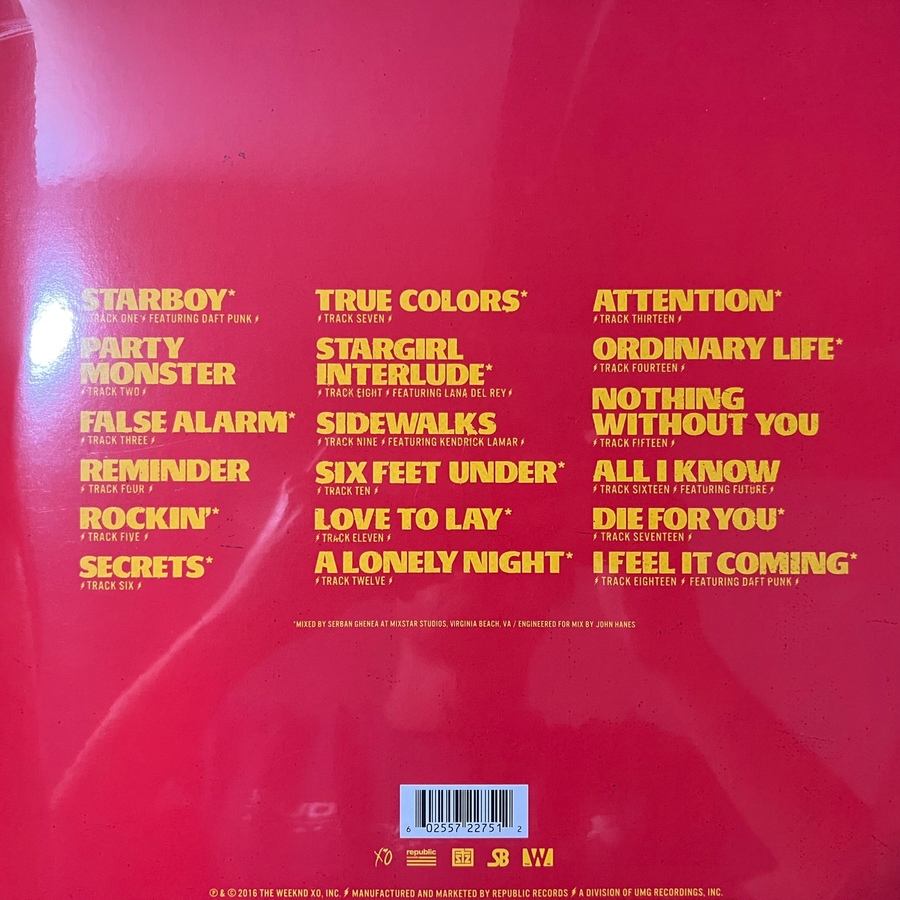 STARBOY*
TRACK ONE FEATURING DAFT PUNK
PARTY
MONSTER
TRACK TWO
FALSE ALARM*
TRACK THREE
REMINDER
TRACK FOUR
ROCKIN'*
TRACK FIVE
SECRETS*
TRACK SIX
TRUE COLORS*
TRACK SEVEN
STARGIRL
INTERLUDE*
TRACK EIGHT FEATURING LANA DEL REY
SIDEWALKS
TRACK NINE FEATURING KENDRICK LAMAR
SIX FEET UNDER*
TRACK TEN
LOVE TO LAY*
TRACK ELEVEN
A LONELY NIGHT*
TRACK TWELVE
ATTENTION*
TRACK THIRTEEN
ORDINARY LIFE*
TRACK FOURTEEN
NOTHING
WITHOUT YOU
TRACK FIFTEEN
ALL I KNOW
TRACK SIXTEEN FEATURING FUTURE
DIE FOR YOU*
TRACK SEVENTEEN
I FEEL IT COMING*
TRACK EIGHTEEN FEATURING DAFT PUNK
*MIXED BY SERBAN GHENEA AT MIXSTAR STUDIOS, VIRGINIA BEACH, VA / ENGINEERED FOR MIX BY JOHN HANES
6 02557 22751 2
XO republic SB W
℗ & © 2016 THE WEEKND XO, INC. MANUFACTURED AND MARKETED BY REPUBLIC RECORDS A DIVISION OF UMG RECORDINGS, INC.